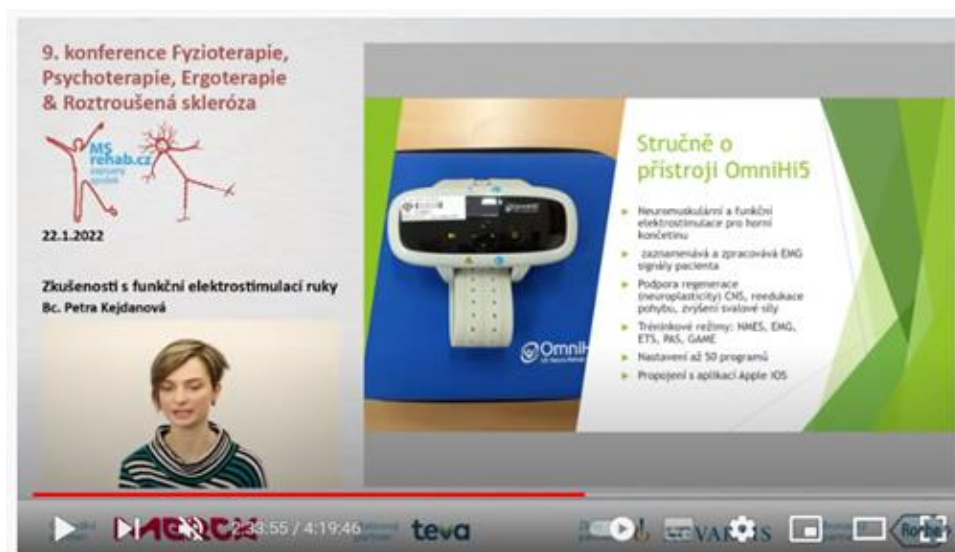 9. konference Fyzioterapie,
Psychoterapie, Ergoterapie
& Roztroušená skleróza
MS
rehab.cz
22.1.2022
Zkušenosti s funkční elektrostimulací ruky
Bc. Petra Kejdanová
Stručně o
přístroji OmniHi5
Neuromuskulární a funkční
elektrostimulace pro horní
končetinu
zaznamenává a zpracovává EMG
signály pacienta
Podpora regenerace
(neuroplasticity) CNS, reedukace
pohybu, zvýšení svalové síly
Tréninkové režimy: NMES, EMG,
ETS, PAS, GAME
Nastavení až 50 programů
Propojení s aplikací Apple IOS
OmniH
2:33:55 / 4:19:46
teva
Roche